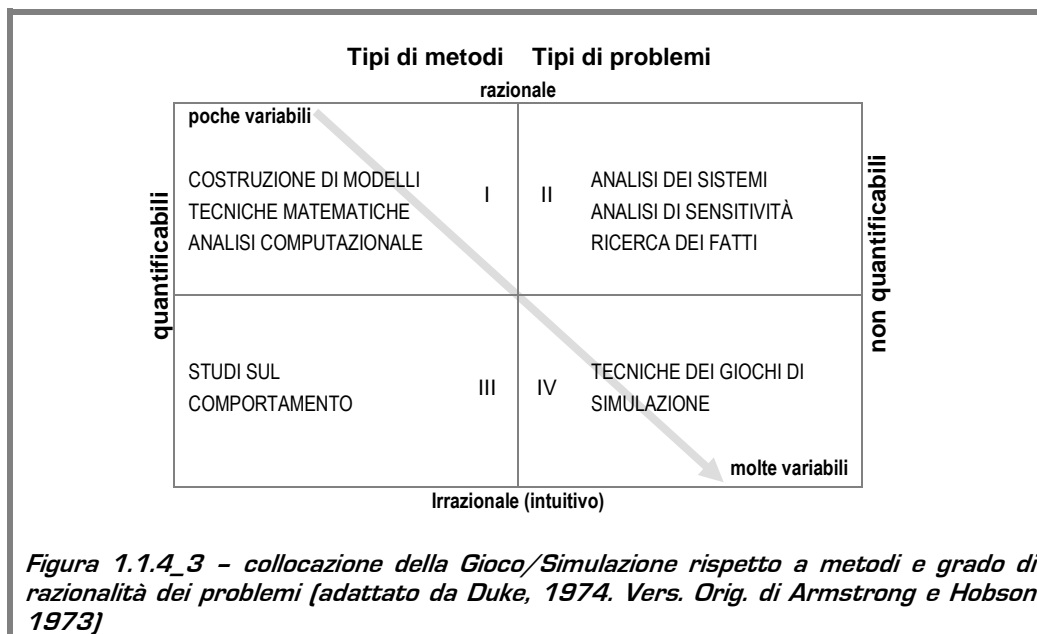 Tipi di metodi Tipi di problemi
razionale
poche variabili
quantificabili
non quantificabili
COSTRUZIONE DI MODELLI
TECNICHE MATEMATICHE
ANALISI COMPUTAZIONALE
I
II
ANALISI DEI SISTEMI
ANALISI DI SENSITIVITÀ
RICERCA DEI FATTI
STUDI SUL
COMPORTAMENTO
III
IV
TECNICHE DEI GIOCHI DI
SIMULAZIONE
molte variabili
Irrazionale (intuitivo)
Figura 1.1.4_3 – collocazione della Gioco/Simulazione rispetto a metodi e grado di
razionalità dei problemi (adattato da Duke, 1974. Vers. Orig. di Armstrong e Hobson
1973)